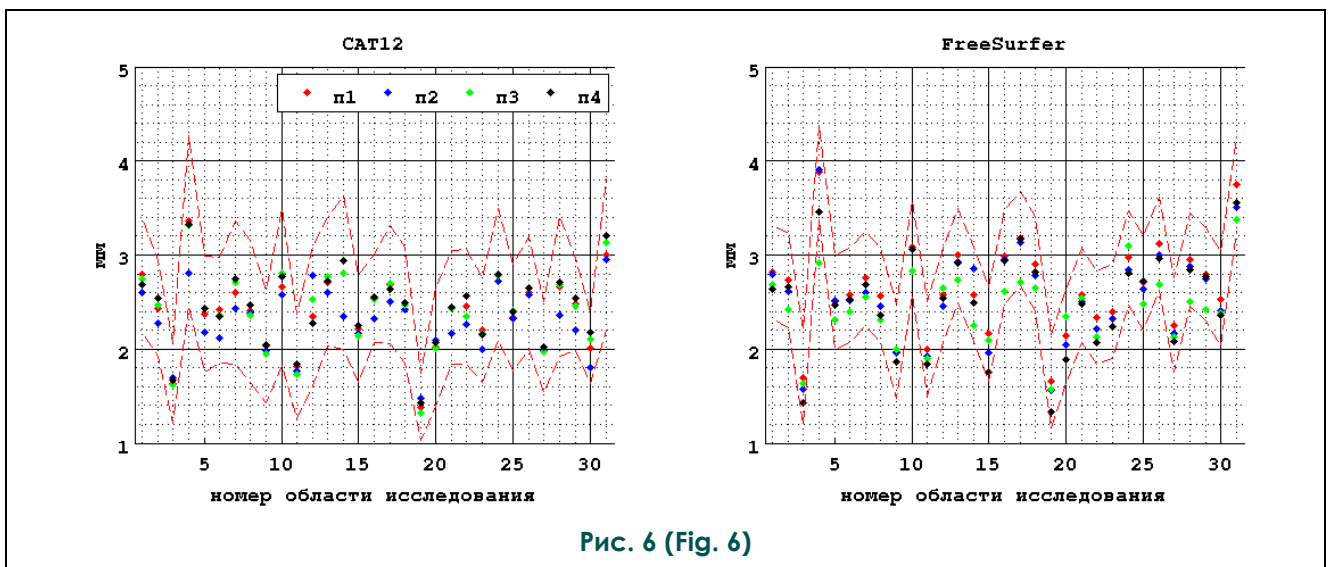 CAT12
FreeSurfer
5
4
3
2
1
мм
п1 п2 п3 п4
5 10 15 20 25 30
номер области исследования
5
4
3
2
1
мм
5 10 15 20 25 30
номер области исследования
Рис. 6 (Fig. 6)